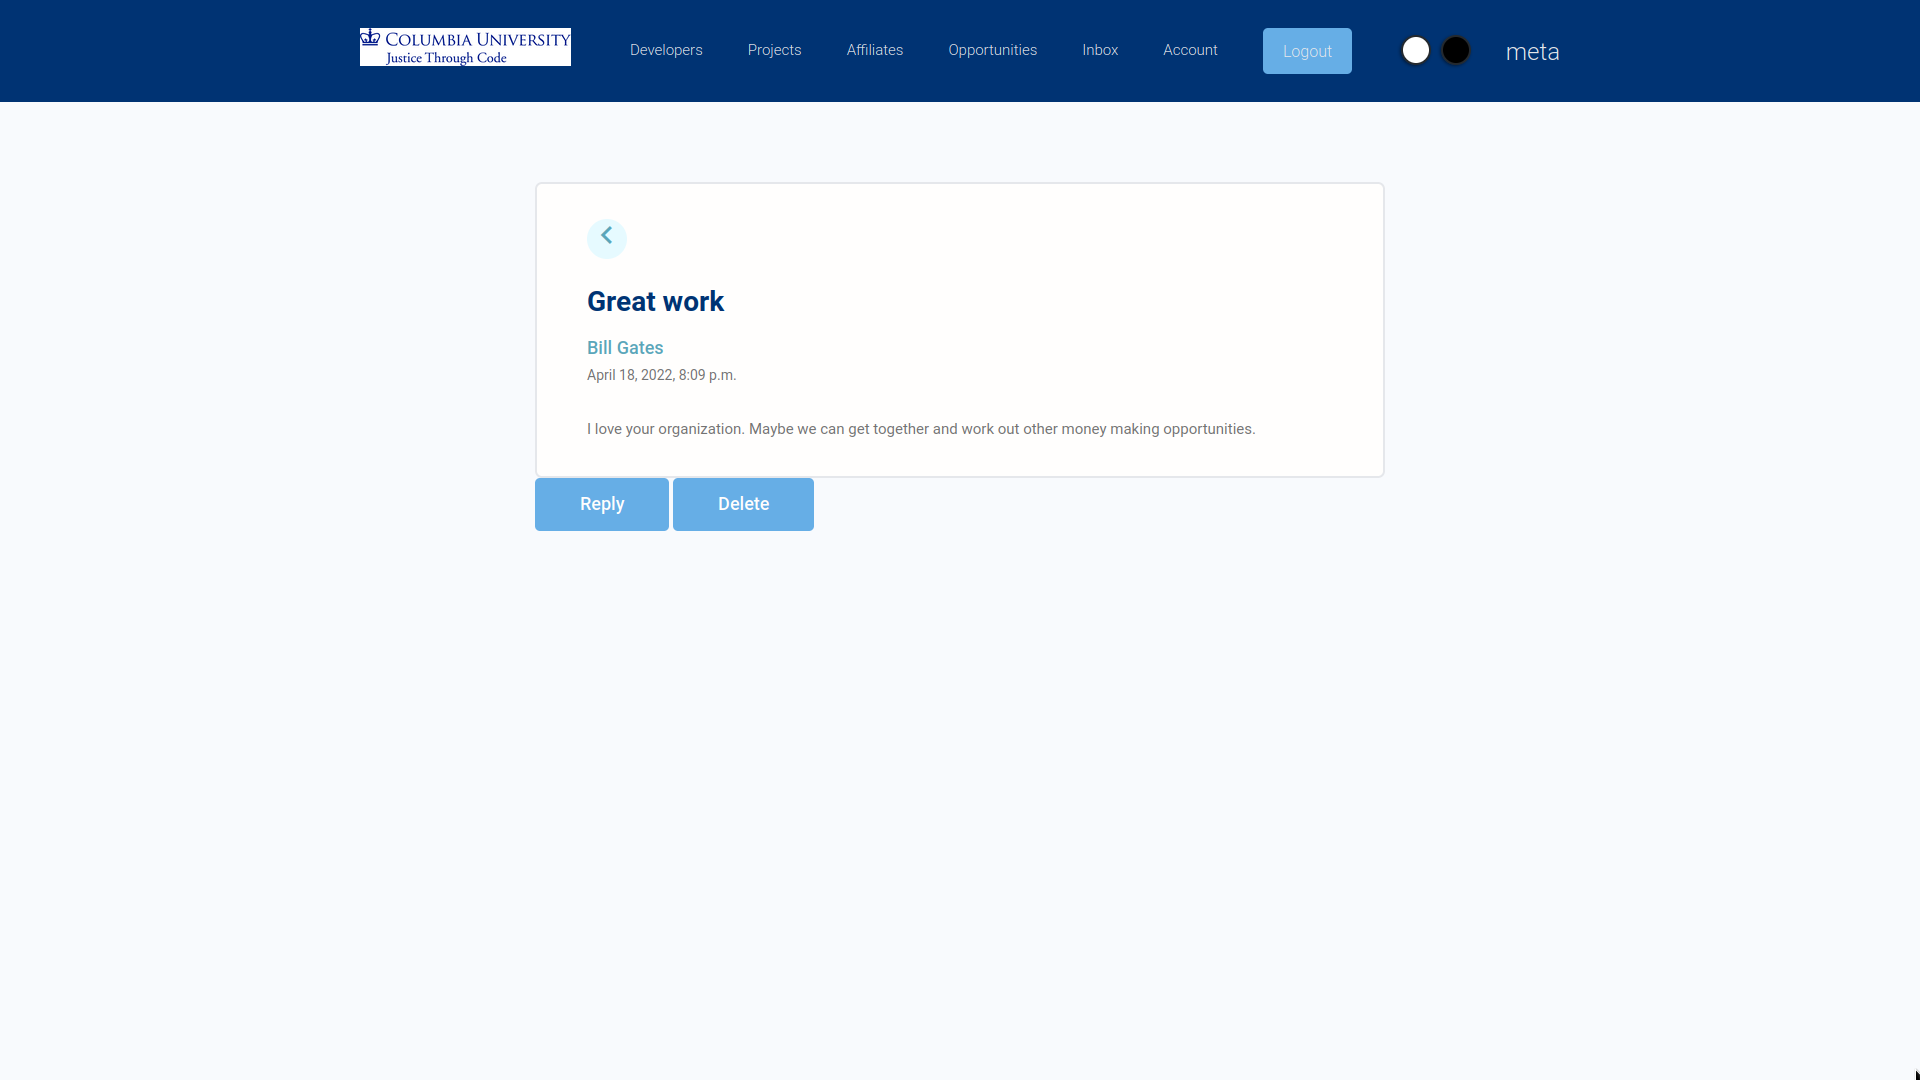 COLUMBIA UNIVERSITY
Justice Through Code
Developers Projects Affiliates Opportunities Inbox Account Logout meta
Great work
Bill Gates
April 18, 2022, 8:09 p.m.
I love your organization. Maybe we can get together and work out other money making opportunities.
Reply Delete